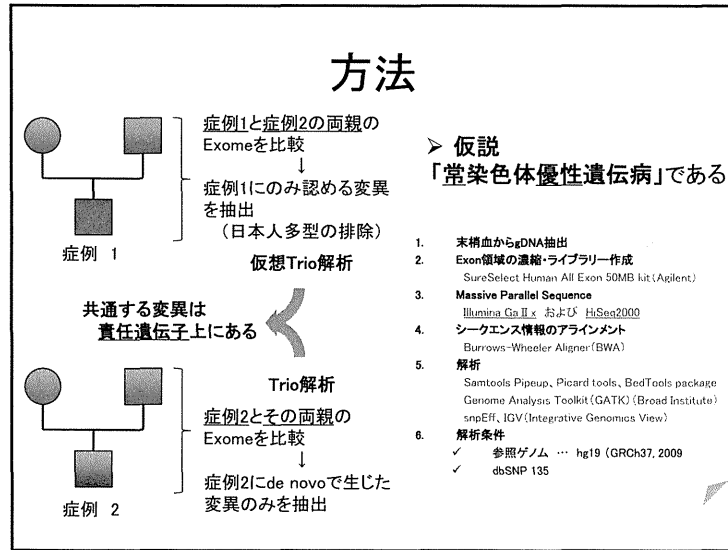 方法
症例1と症例2の両親の
Exomeを比較
↓
症例1にのみ認める変異
を抽出
（日本人多型の排除）
症例 1
仮想Trio解析
共通する変異は
責任遺伝子上にある
Trio解析
症例2とその両親の
Exomeを比較
↓
症例2にde novoで生じた
変異のみを抽出
症例 2
➢ 仮説
「常染色体優性遺伝病」である
1. 末梢血からgDNA抽出
2. Exon領域の濃縮・ライブラリー作成
SureSelect Human All Exon 50MB kit(Agilent)
3. Massive Parallel Sequence
Illumina GaⅡx および HiSeq2000
4. シークエンス情報のアラインメント
Burrows-Wheeler Aligner(BWA)
5. 解析
Samtools Pipeup、Picard tools、BedTools package
Genome Analysis Toolkit(GATK) (Broad Institute)
snpEff、IGV(Integrative Genomics View)
6. 解析条件
✓ 参照ゲノム … hg19 (GRCh37, 2009
✓ dbSNP 135